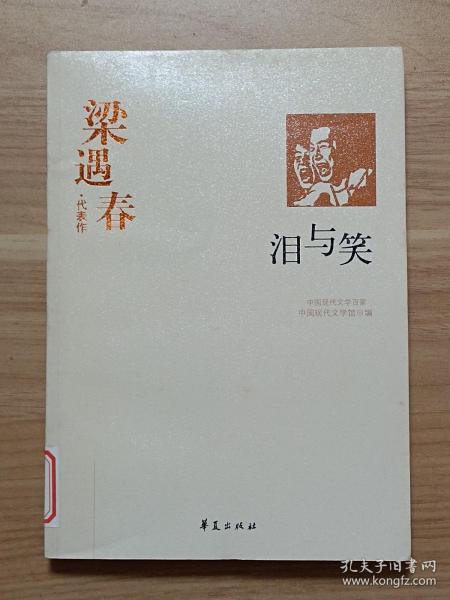 梁遇春
·代表作
泪与笑
中国现代文学百家
中国现代文学馆◎编
华夏出版社
孔夫子旧书网
www.kongfz.com